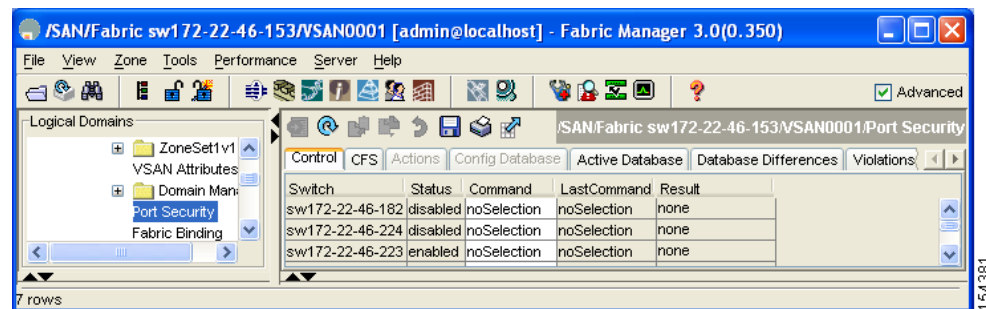 /SAN/Fabric sw172-22-46-153/VSAN0001 [admin@localhost] - Fabric Manager 3.0(0.350)
File View Zone Tools Performance Server Help
Advanced
Logical Domains
/SAN/Fabric sw172-22-46-153/VSAN0001/Port Security
ZoneSet1v1
VSAN Attributes
Domain Mana
Port Security
Fabric Binding
Control CFS Actions Config Database Active Database Database Differences Violations
Switch Status Command LastCommand Result
sw172-22-46-182 disabled noSelection noSelection none
sw172-22-46-224 disabled noSelection noSelection none
sw172-22-46-223 enabled noSelection noSelection none
7 rows
154381